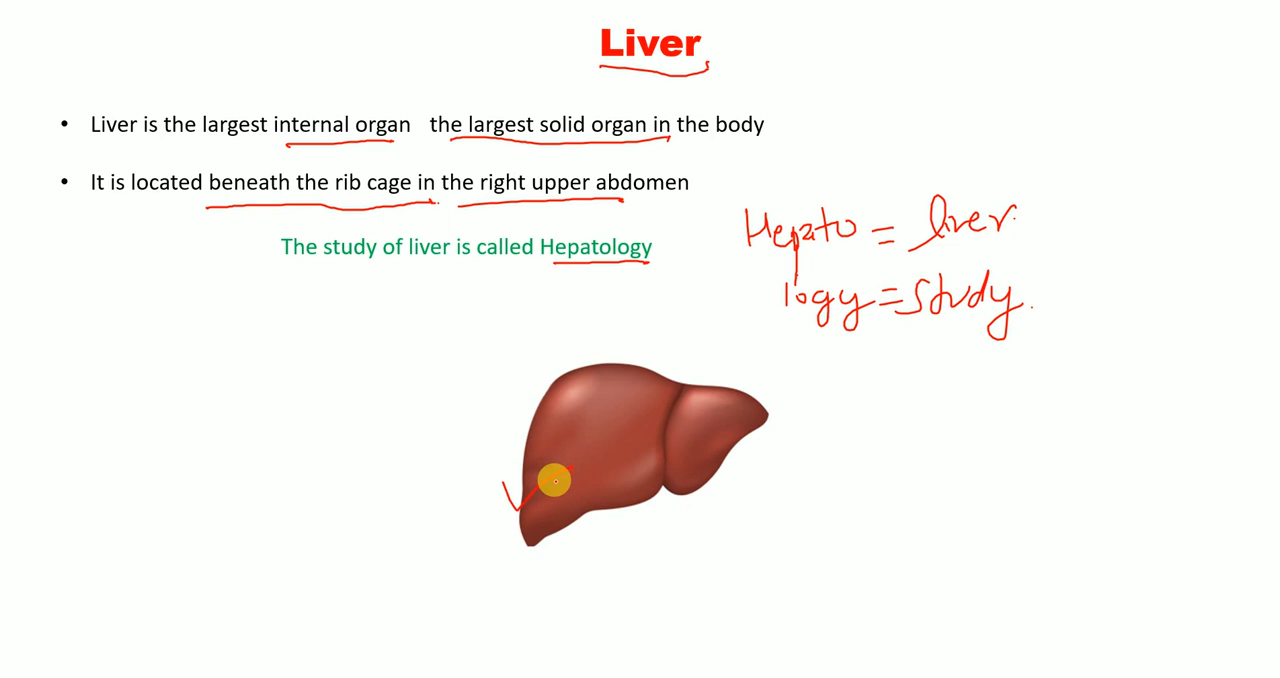 Liver
• Liver is the largest internal organ the largest solid organ in the body
• It is located beneath the rib cage in the right upper abdomen
The study of liver is called Hepatology
Hepato = liver
logy = study.